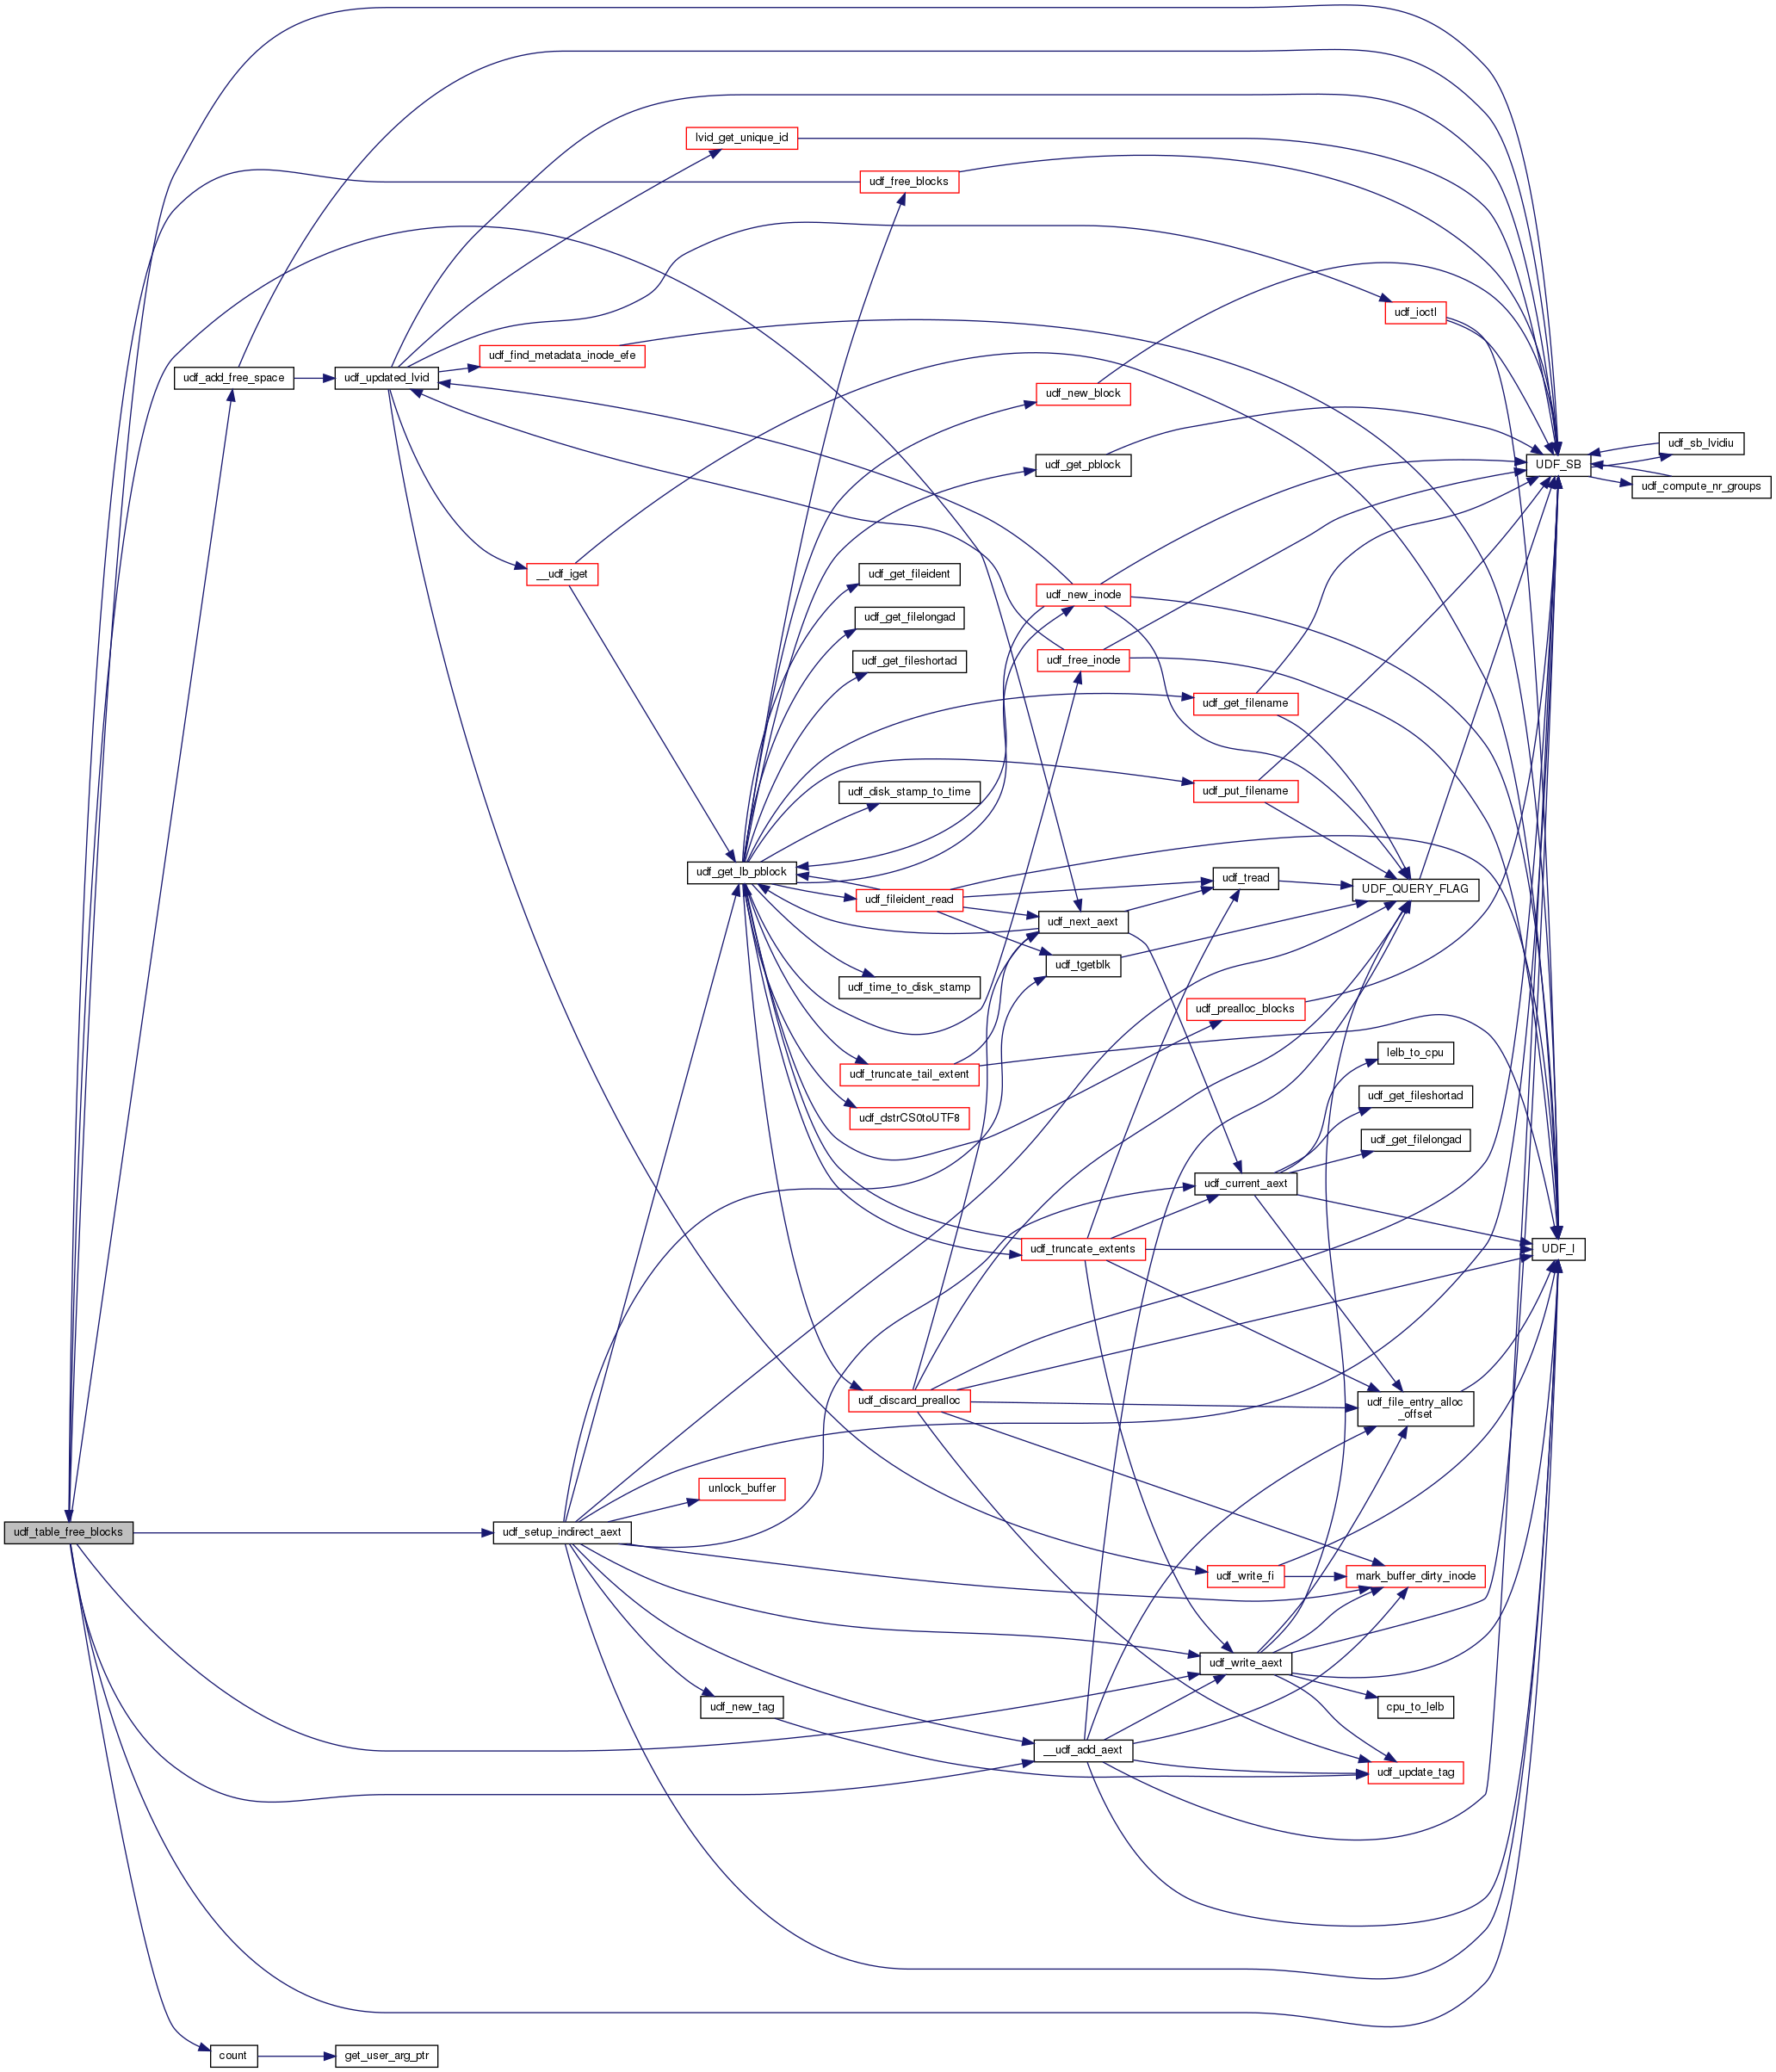 lvid_get_unique_id
udf_free_blocks
udf_ioctl
udf_find_metadata_inode_efe
udf_add_free_space
udf_updated_lvid
udf_new_block
udf_sb_lvidiu
udf_get_pblock
UDF_SB
udf_compute_nr_groups
__udf_iget
udf_get_fileident
udf_new_inode
udf_get_filelongad
udf_get_fileshortad
udf_free_inode
udf_get_filename
udf_disk_stamp_to_time
udf_put_filename
udf_get_lb_pblock
udf_tread
UDF_QUERY_FLAG
udf_fileident_read
udf_next_aext
udf_tgetblk
udf_time_to_disk_stamp
udf_prealloc_blocks
lelb_to_cpu
udf_truncate_tail_extent
udf_get_fileshortad
udf_dstrCS0toUTF8
udf_get_filelongad
udf_current_aext
udf_truncate_extents
UDF_I
udf_discard_prealloc
udf_file_entry_alloc
_offset
unlock_buffer
udf_table_free_blocks
udf_setup_indirect_aext
udf_write_fi
mark_buffer_dirty_inode
udf_write_aext
udf_new_tag
cpu_to_lelb
__udf_add_aext
udf_update_tag
count
get_user_arg_ptr